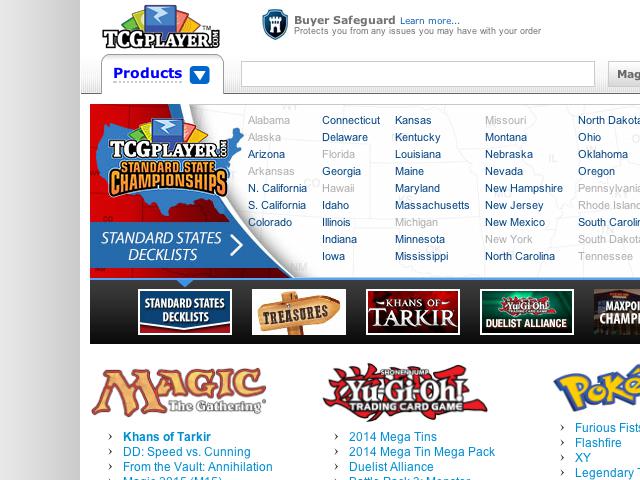 TCGPLAYER.COM
Buyer Safeguard Learn more...
Protects you from any issues you may have with your order
Products
Mag
TCGPLAYER.COM
STANDARD STATE
CHAMPIONSHIPS
STANDARD STATES
DECKLISTS
Alabama
Alaska
Arizona
Arkansas
N. California
S. California
Colorado
Connecticut
Delaware
Florida
Georgia
Hawaii
Idaho
Illinois
Indiana
Iowa
Kansas
Kentucky
Louisiana
Maine
Maryland
Massachusetts
Michigan
Minnesota
Mississippi
Missouri
Montana
Nebraska
Nevada
New Hampshire
New Jersey
New Mexico
New York
North Carolina
North Dakota
Ohio
Oklahoma
Oregon
Pennsylvani
Rhode Island
South Carolin
South Dakota
Tennessee
STANDARD STATES
DECKLISTS
TREASURES
KHANS OF
TARKIR
Yu-Gi-Oh!
DUELIST ALLIANCE
MAXPOI
CHAMP
MAGIC
The Gathering
Khans of Tarkir
DD: Speed vs. Cunning
From the Vault: Annihilation
Magic 2015 (M15)
SHONEN JUMP
Yu-Gi-Oh!
TRADING CARD GAME
2014 Mega Tins
2014 Mega Tin Mega Pack
Duelist Alliance
Battle Pack 3: Monster
Poké
Furious Fists
Flashfire
XY
Legendary T